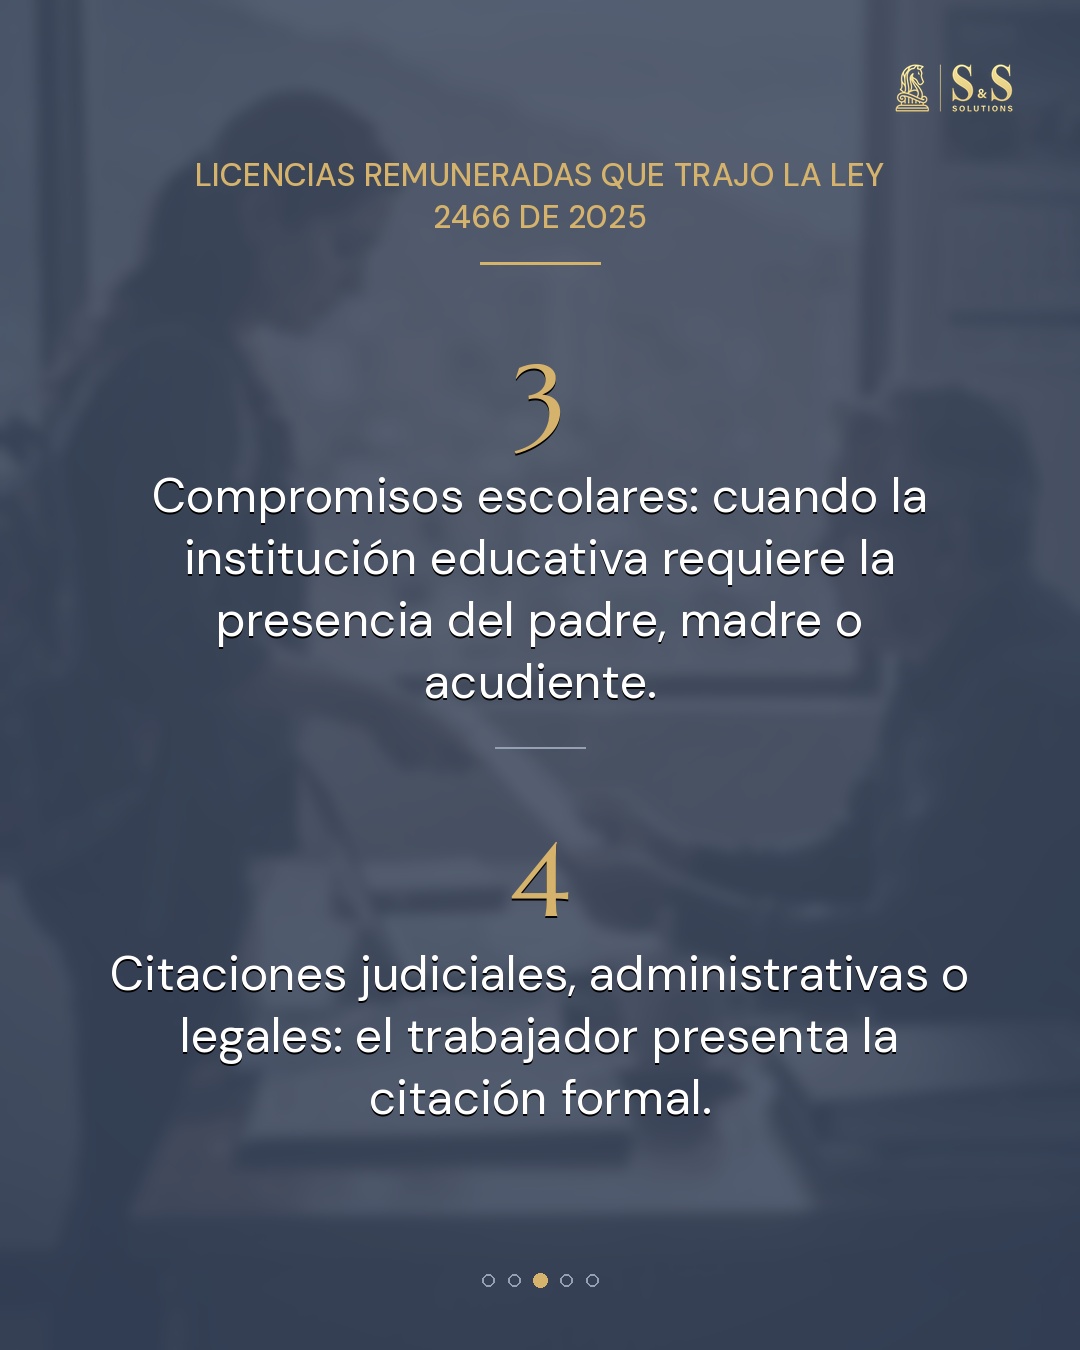 S&S
SOLUTIONS
LICENCIAS REMUNERADAS QUE TRAJO LA LEY
2466 DE 2025
3
Compromisos escolares: cuando la
institución educativa requiere la
presencia del padre, madre o
acudiente.
4
Citaciones judiciales, administrativas o
legales: el trabajador presenta la
citación formal.